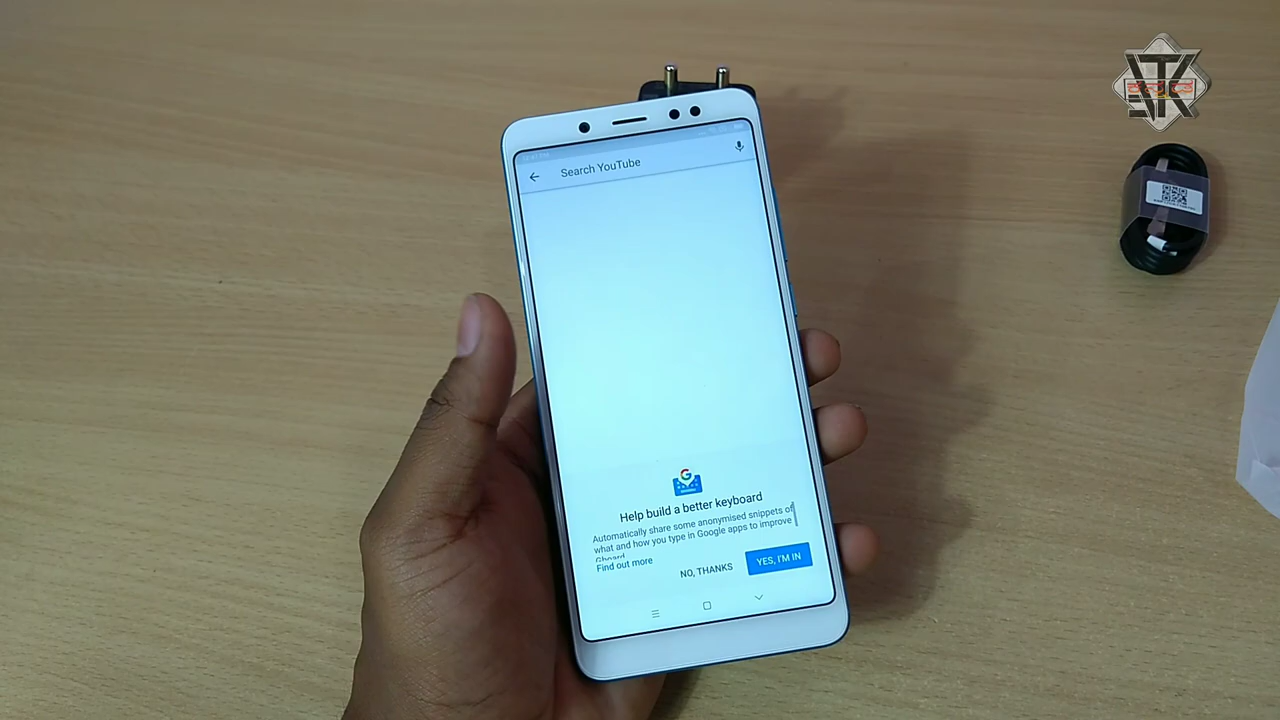 Search YouTube
Help build a better keyboard
Automatically share some anonymised snippets of
what and how you type in Google apps to improve
Gboard
Find out more
NO, THANKS
YES, I'M IN